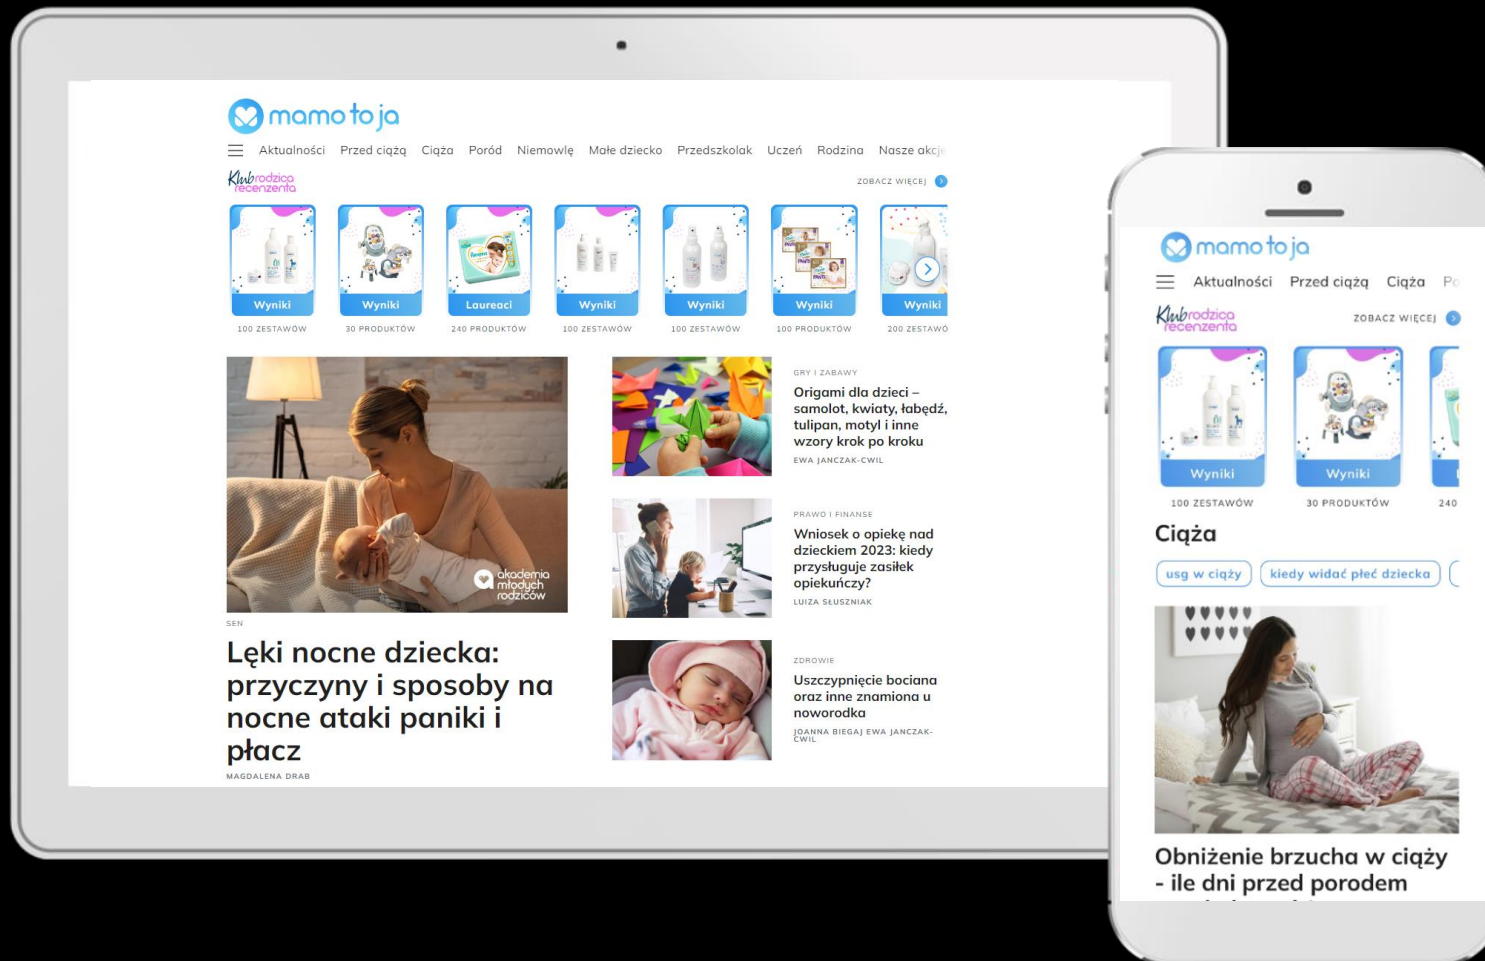 mamo to ja
Aktualności Przed ciążą Ciąża Poród Niemowlę Małe dziecko Przedszkolak Uczeń Rodzina Nasze akcje
Klub rodzica
recenzenta
ZOBACZ WIĘCEJ
Wyniki Wyniki Laureaci Wyniki Wyniki Wyniki Wyniki
100 ZESTAWÓW 30 PRODUKTÓW 240 PRODUKTÓW 100 ZESTAWÓW 100 ZESTAWÓW 100 PRODUKTÓW 200 ZESTAWÓ
akademia
młodych
rodziców
SEN
Lęki nocne dziecka:
przyczyny i sposoby na
nocne ataki paniki i
płacz
MAGDALENA DRAB
GRY I ZABAWY
Origami dla dzieci –
samolot, kwiaty, łabędź,
tulipan, motyl i inne
wzory krok po kroku
EWA JANCZAK-CWIL
PRAWO I FINANSE
Wniosek o opiekę nad
dzieckiem 2023: kiedy
przysługuje zasiłek
opiekuńczy?
LUIZA SŁUSZNIAK
ZDROWIE
Uszczypnięcie bociana
oraz inne znamiona u
noworodka
JOANNA BIEGAJ EWA JANCZAK-
CWIL
mamo to ja
Aktualności Przed ciążą Ciąża Po
Klub rodzica
recenzenta
ZOBACZ WIĘCEJ
Wyniki Wyniki
100 ZESTAWÓW 30 PRODUKTÓW 240
Ciąża
usg w ciąży kiedy widać płeć dziecka
Obniżenie brzucha w ciąży
- ile dni przed porodem